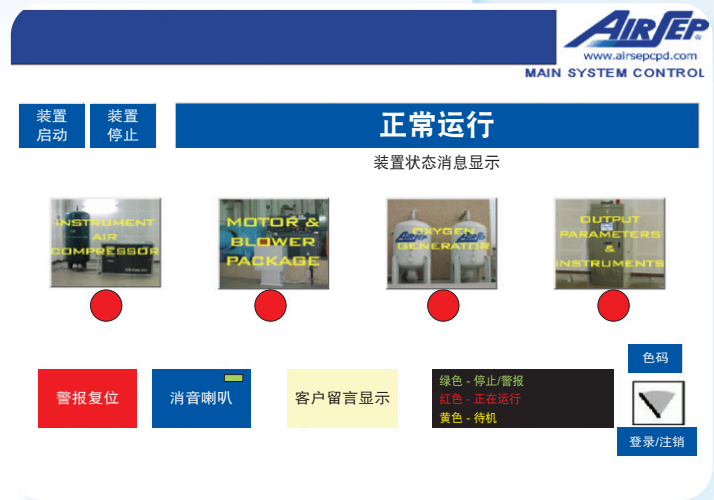 AIRSEP
www.airsepcpd.com
MAIN SYSTEM CONTROL
装置
启动
装置
停止
正常运行
装置状态消息显示
INSTRUMENT
AIR
COMPRESSOR
MOTOR &
BLOWER
PACKAGE
OXYGEN
GENERATOR
OUTPUT
PARAMETERS
&
INSTRUMENTS
色码
警报复位
消音喇叭
客户留言显示
绿色 - 停止/警报
红色 - 正在运行
黄色 - 待机
登录/注销